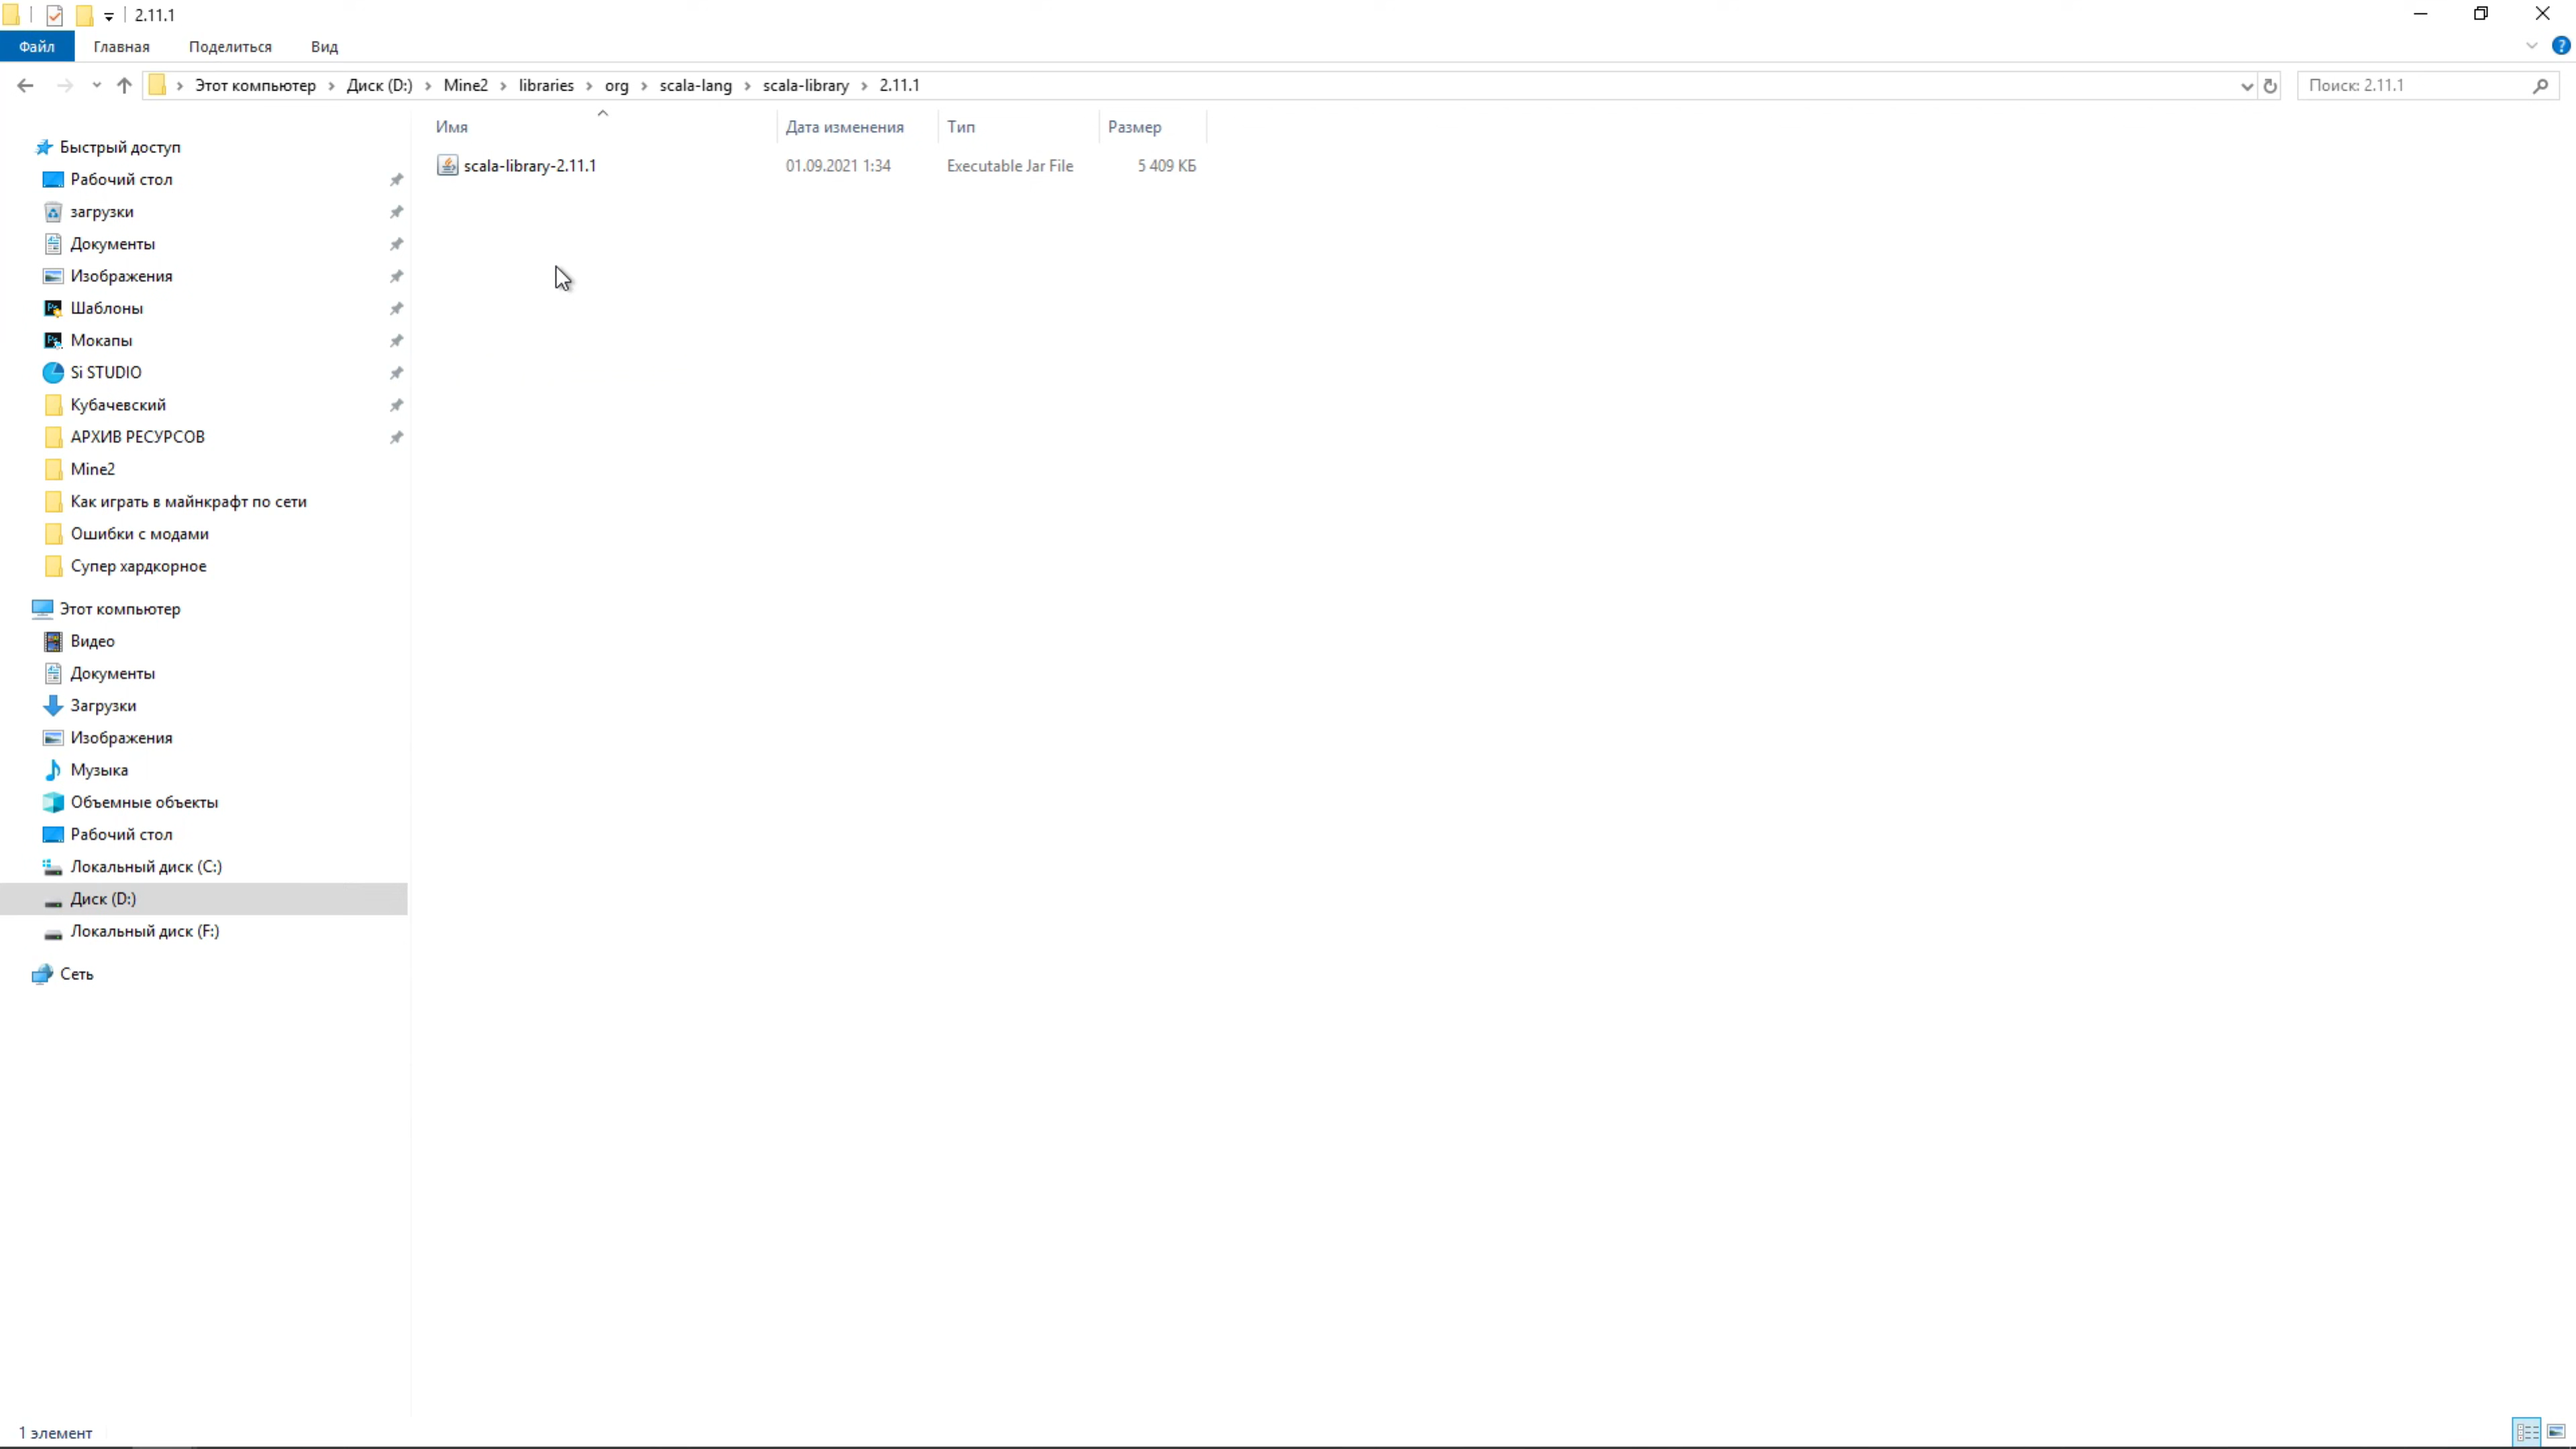 2.11.1
Файл Главная Поделиться Вид
Этот компьютер Диск (D:) Mine2 libraries org scala-lang scala-library 2.11.1 Поиск: 2.11.1
Имя Дата изменения Тип Размер
scala-library-2.11.1 01.09.2021 1:34 Executable Jar File 5 409 КБ
Быстрый доступ
Рабочий стол
загрузки
Документы
Изображения
Шаблоны
Мокапы
Si STUDIO
Кубачевский
АРХИВ РЕСУРСОВ
Mine2
Как играть в майнкрафт по сети
Ошибки с модами
Супер хардкорное
Этот компьютер
Видео
Документы
Загрузки
Изображения
Музыка
Объемные объекты
Рабочий стол
Локальный диск (C:)
Диск (D:)
Локальный диск (F:)
Сеть
1 элемент